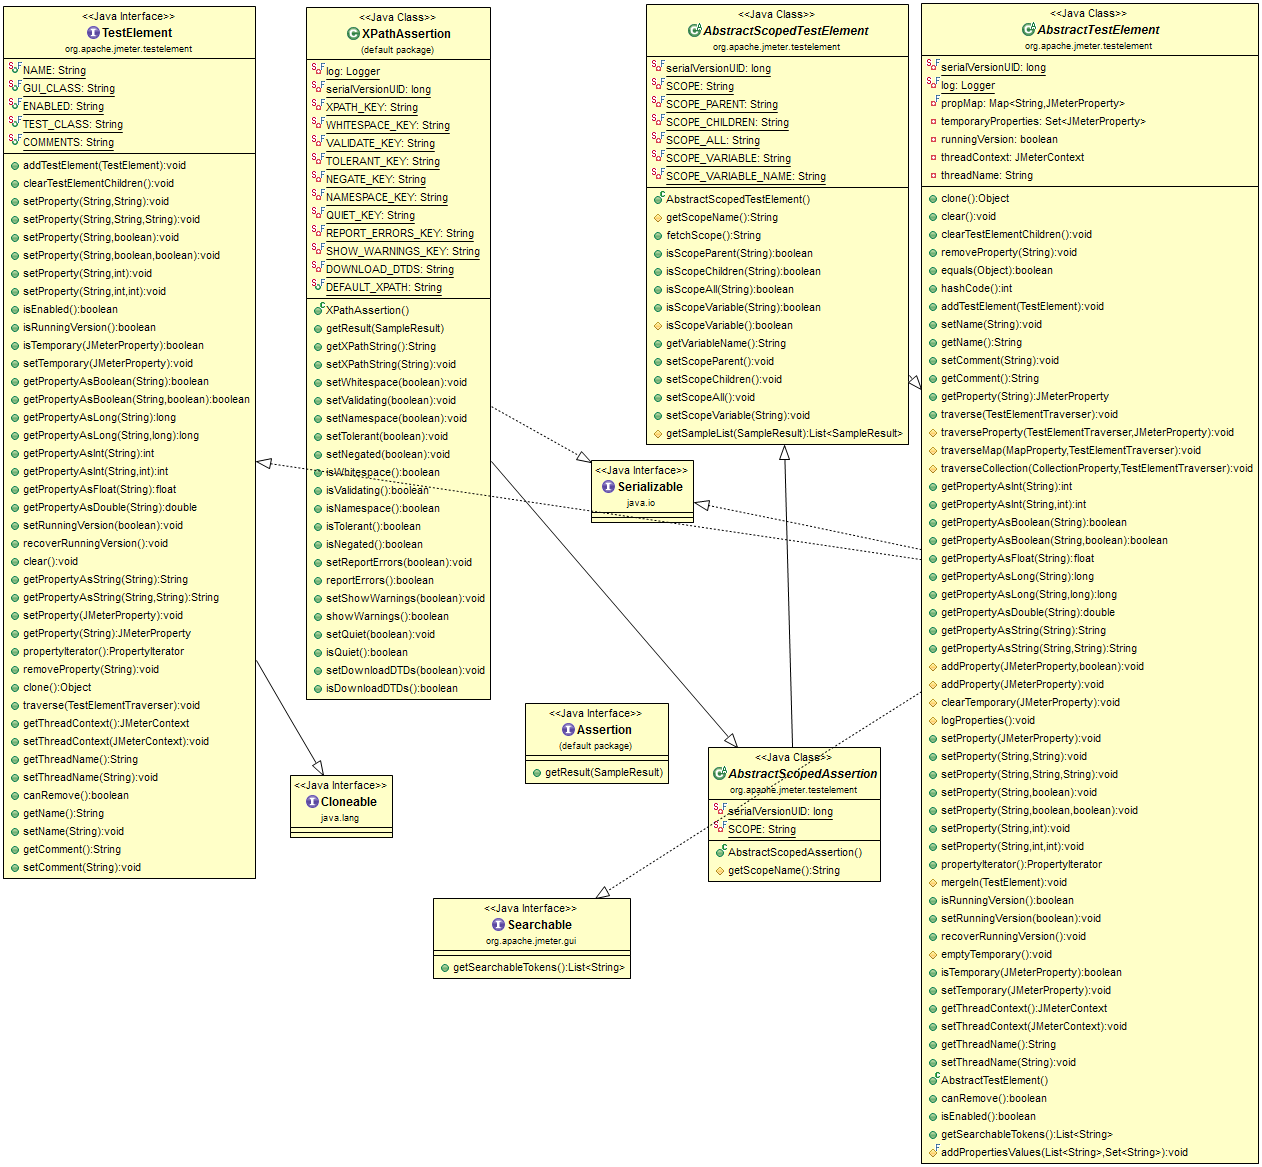 <<Java Interface>>
TestElement
org.apache.jmeter.testelement
NAME: String
GUI_CLASS: String
ENABLED: String
TEST_CLASS: String
COMMENTS: String
addTestElement(TestElement):void
clearTestElementChildren():void
setProperty(String,String):void
setProperty(String,String,String):void
setProperty(String,boolean):void
setProperty(String,boolean,boolean):void
setProperty(String,int):void
setProperty(String,int,int):void
isEnabled():boolean
isRunningVersion():boolean
isTemporary(JMeterProperty):boolean
setTemporary(JMeterProperty):void
getPropertyAsBoolean(String):boolean
getPropertyAsBoolean(String,boolean):boolean
getPropertyAsLong(String):long
getPropertyAsLong(String,long):long
getPropertyAsInt(String):int
getPropertyAsInt(String,int):int
getPropertyAsFloat(String):float
getPropertyAsDouble(String):double
setRunningVersion(boolean):void
recoverRunningVersion():void
clear():void
getPropertyAsString(String):String
getPropertyAsString(String,String):String
setProperty(JMeterProperty):void
getProperty(String):JMeterProperty
propertyIterator():PropertyIterator
removeProperty(String):void
clone():Object
traverse(TestElementTraverser):void
getThreadContext():JMeterContext
setThreadContext(JMeterContext):void
getThreadName():String
setThreadName(String):void
canRemove():boolean
getName():String
setName(String):void
getComment():String
setComment(String):void
<<Java Class>>
XPathAssertion
(default package)
log: Logger
serialVersionUID: long
XPATH_KEY: String
WHITESPACE_KEY: String
VALIDATE_KEY: String
TOLERANT_KEY: String
NEGATE_KEY: String
NAMESPACE_KEY: String
QUIET_KEY: String
REPORT_ERRORS_KEY: String
SHOW_WARNINGS_KEY: String
DOWNLOAD_DTDS: String
DEFAULT_XPATH: String
XPathAssertion()
getResult(SampleResult)
getXPathString():String
setXPathString(String):void
setWhitespace(boolean):void
setValidating(boolean):void
setNamespace(boolean):void
setTolerant(boolean):void
setNegated(boolean):void
isWhitespace():boolean
isValidating():boolean
isNamespace():boolean
isTolerant():boolean
isNegated():boolean
setReportErrors(boolean):void
reportErrors():boolean
setShowWarnings(boolean):void
showWarnings():boolean
setQuiet(boolean):void
isQuiet():boolean
setDownloadDTDs(boolean):void
isDownloadDTDs():boolean
<<Java Interface>>
Cloneable
java.lang
<<Java Class>>
AbstractScopedTestElement
org.apache.jmeter.testelement
serialVersionUID: long
SCOPE: String
SCOPE_PARENT: String
SCOPE_CHILDREN: String
SCOPE_ALL: String
SCOPE_VARIABLE: String
SCOPE_VARIABLE_NAME: String
AbstractScopedTestElement()
getScopeName():String
fetchScope():String
isScopeParent(String):boolean
isScopeChildren(String):boolean
isScopeAll(String):boolean
isScopeVariable(String):boolean
isScopeVariable():boolean
getVariableName():String
setScopeParent():void
setScopeChildren():void
setScopeAll():void
setScopeVariable(String):void
getSampleList(SampleResult):List<SampleResult>
<<Java Interface>>
Serializable
java.io
<<Java Interface>>
Assertion
(default package)
getResult(SampleResult)
<<Java Class>>
AbstractScopedAssertion
org.apache.jmeter.testelement
serialVersionUID: long
SCOPE: String
AbstractScopedAssertion()
getScopeName():String
<<Java Interface>>
Searchable
org.apache.jmeter.gui
getSearchableTokens():List<String>
<<Java Class>>
AbstractTestElement
org.apache.jmeter.testelement
serialVersionUID: long
log: Logger
propMap: Map<String,JMeterProperty>
temporaryProperties: Set<JMeterProperty>
runningVersion: boolean
threadContext: JMeterContext
threadName: String
clone():Object
clear():void
clearTestElementChildren():void
removeProperty(String):void
equals(Object):boolean
hashCode():int
addTestElement(TestElement):void
setName(String):void
getName():String
setComment(String):void
getComment():String
getProperty(String):JMeterProperty
traverse(TestElementTraverser):void
traverseProperty(TestElementTraverser,JMeterProperty):void
traverseMap(MapProperty,TestElementTraverser):void
traverseCollection(CollectionProperty,TestElementTraverser):void
getPropertyAsInt(String):int
getPropertyAsInt(String,int):int
getPropertyAsBoolean(String):boolean
getPropertyAsBoolean(String,boolean):boolean
getPropertyAsFloat(String):float
getPropertyAsLong(String):long
getPropertyAsLong(String,long):long
getPropertyAsDouble(String):double
getPropertyAsString(String):String
getPropertyAsString(String,String):String
addProperty(JMeterProperty,boolean):void
addProperty(JMeterProperty):void
clearTemporary(JMeterProperty):void
logProperties():void
setProperty(JMeterProperty):void
setProperty(String,String):void
setProperty(String,String,String):void
setProperty(String,boolean):void
setProperty(String,boolean,boolean):void
setProperty(String,int):void
setProperty(String,int,int):void
propertyIterator():PropertyIterator
mergeIn(TestElement):void
isRunningVersion():boolean
setRunningVersion(boolean):void
recoverRunningVersion():void
emptyTemporary():void
isTemporary(JMeterProperty):boolean
setTemporary(JMeterProperty):void
getThreadContext():JMeterContext
setThreadContext(JMeterContext):void
getThreadName():String
setThreadName(String):void
AbstractTestElement()
canRemove():boolean
isEnabled():boolean
getSearchableTokens():List<String>
addPropertiesValues(List<String>,Set<String>):void